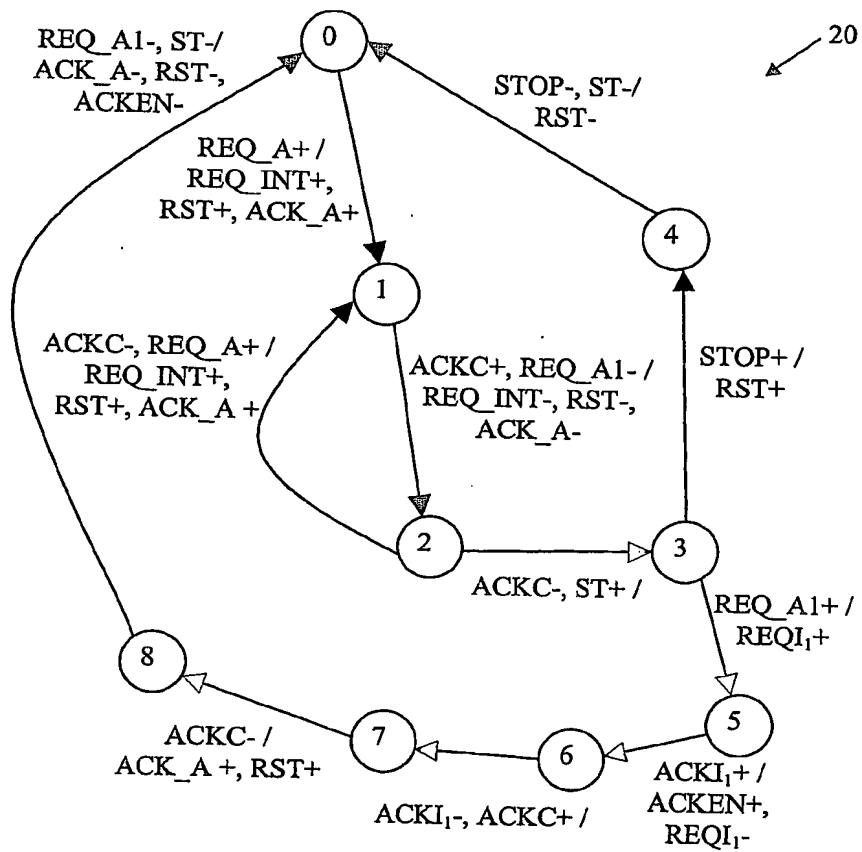 REQ_A1-, ST-/
ACK_A-, RST-,
ACKEN-
0
20
STOP-, ST-/
RST-
REQ_A+ /
REQ_INT+,
RST+, ACK_A+
4
1
ACKC-, REQ_A+ /
REQ_INT+,
RST+, ACK_A +
ACKC+, REQ_A1- /
REQ_INT-, RST-,
ACK_A-
STOP+ /
RST+
2
3
ACKC-, ST+ /
REQ_A1+ /
REQI₁+
8
5
ACKC- /
ACK_A +, RST+
7
6
ACKI₁+ /
ACKEN+,
REQI₁-
ACKI₁-, ACKC+ /